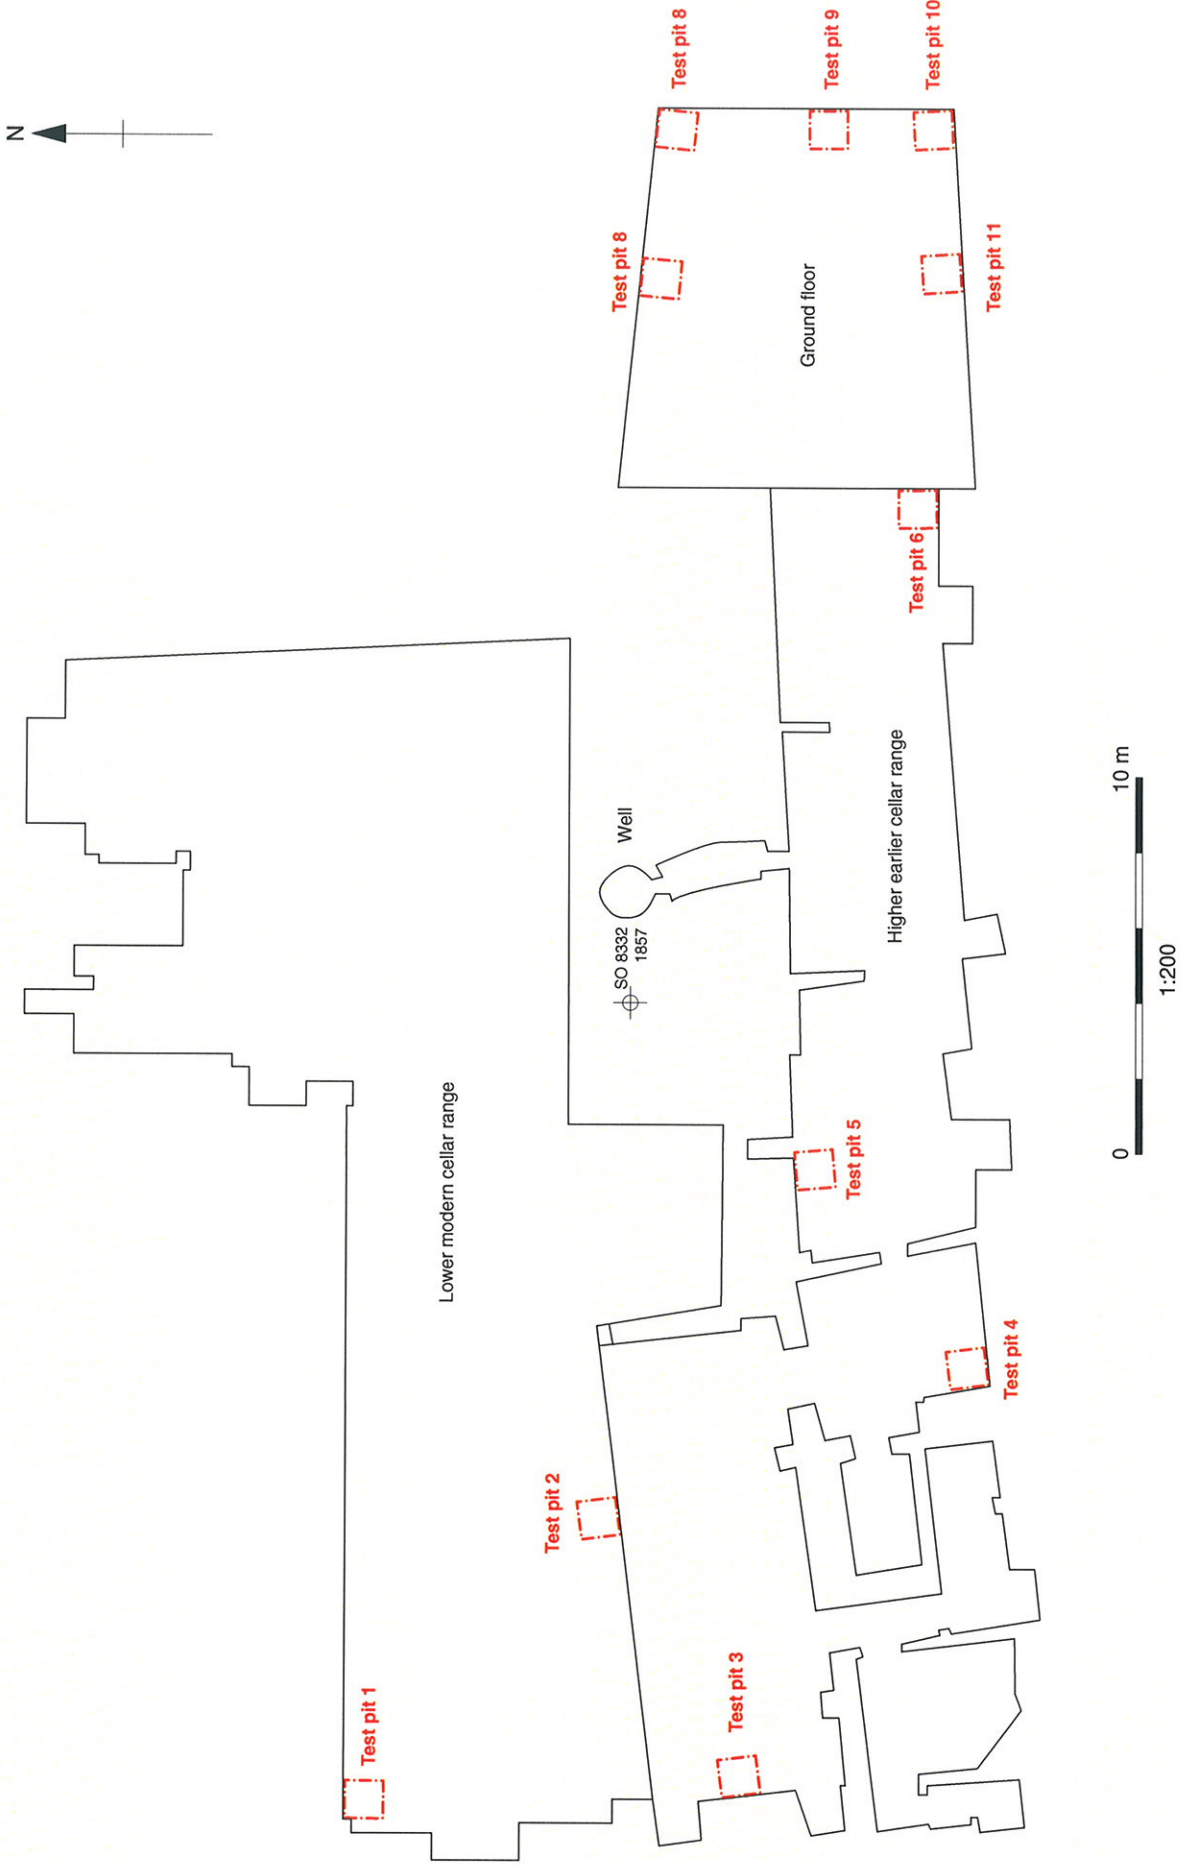 N
Test pit 8
Test pit 9
Test pit 10
Test pit 8
Test pit 11
Ground floor
Test pit 6
Well
SO 8332
1857
Higher earlier cellar range
Lower modern cellar range
Test pit 5
Test pit 4
Test pit 2
Test pit 3
Test pit 1
0
10 m
1:200